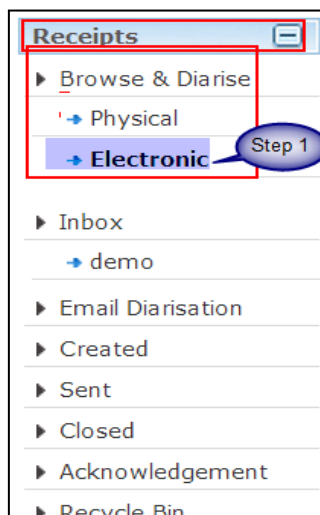 Receipts
Browse & Diarise
Physical
Electronic
Step 1
Inbox
demo
Email Diarisation
Created
Sent
Closed
Acknowledgement
Recycle Bin